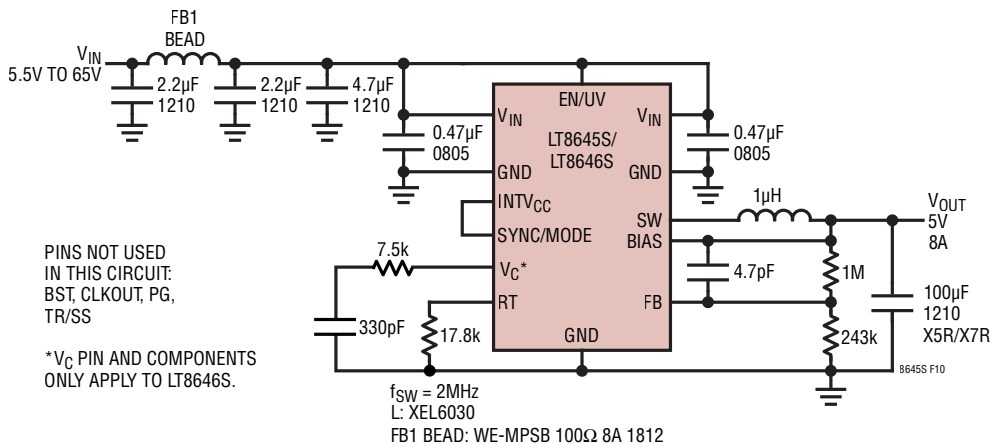 FB1
BEAD
VIN
5.5V TO 65V
2.2µF
1210
2.2µF
1210
4.7µF
1210
0.47µF
0805
EN/UV
VIN
VIN
LT8645S/
LT8646S
GND
GND
0.47µF
0805
INTVCC
SYNC/MODE
SW
BIAS
1µH
VOUT
5V
8A
PINS NOT USED
IN THIS CIRCUIT:
BST, CLKOUT, PG,
TR/SS
7.5k
VC*
4.7pF
1M
RT
FB
100µF
1210
X5R/X7R
330pF
17.8k
GND
243k
*VC PIN AND COMPONENTS
ONLY APPLY TO LT8646S.
8645S F10
fSW = 2MHz
L: XEL6030
FB1 BEAD: WE-MPSB 100Ω 8A 1812